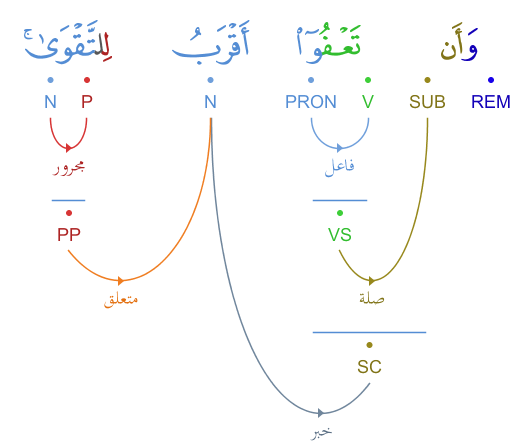 وَأَن تَعْفُوٓا۟ أَقْرَبُ لِلتَّقْوَىٰ ۚ
REM SUB V PRON N P N
فاعل مجرور
VS PP
صلة متعلق
SC
خبر